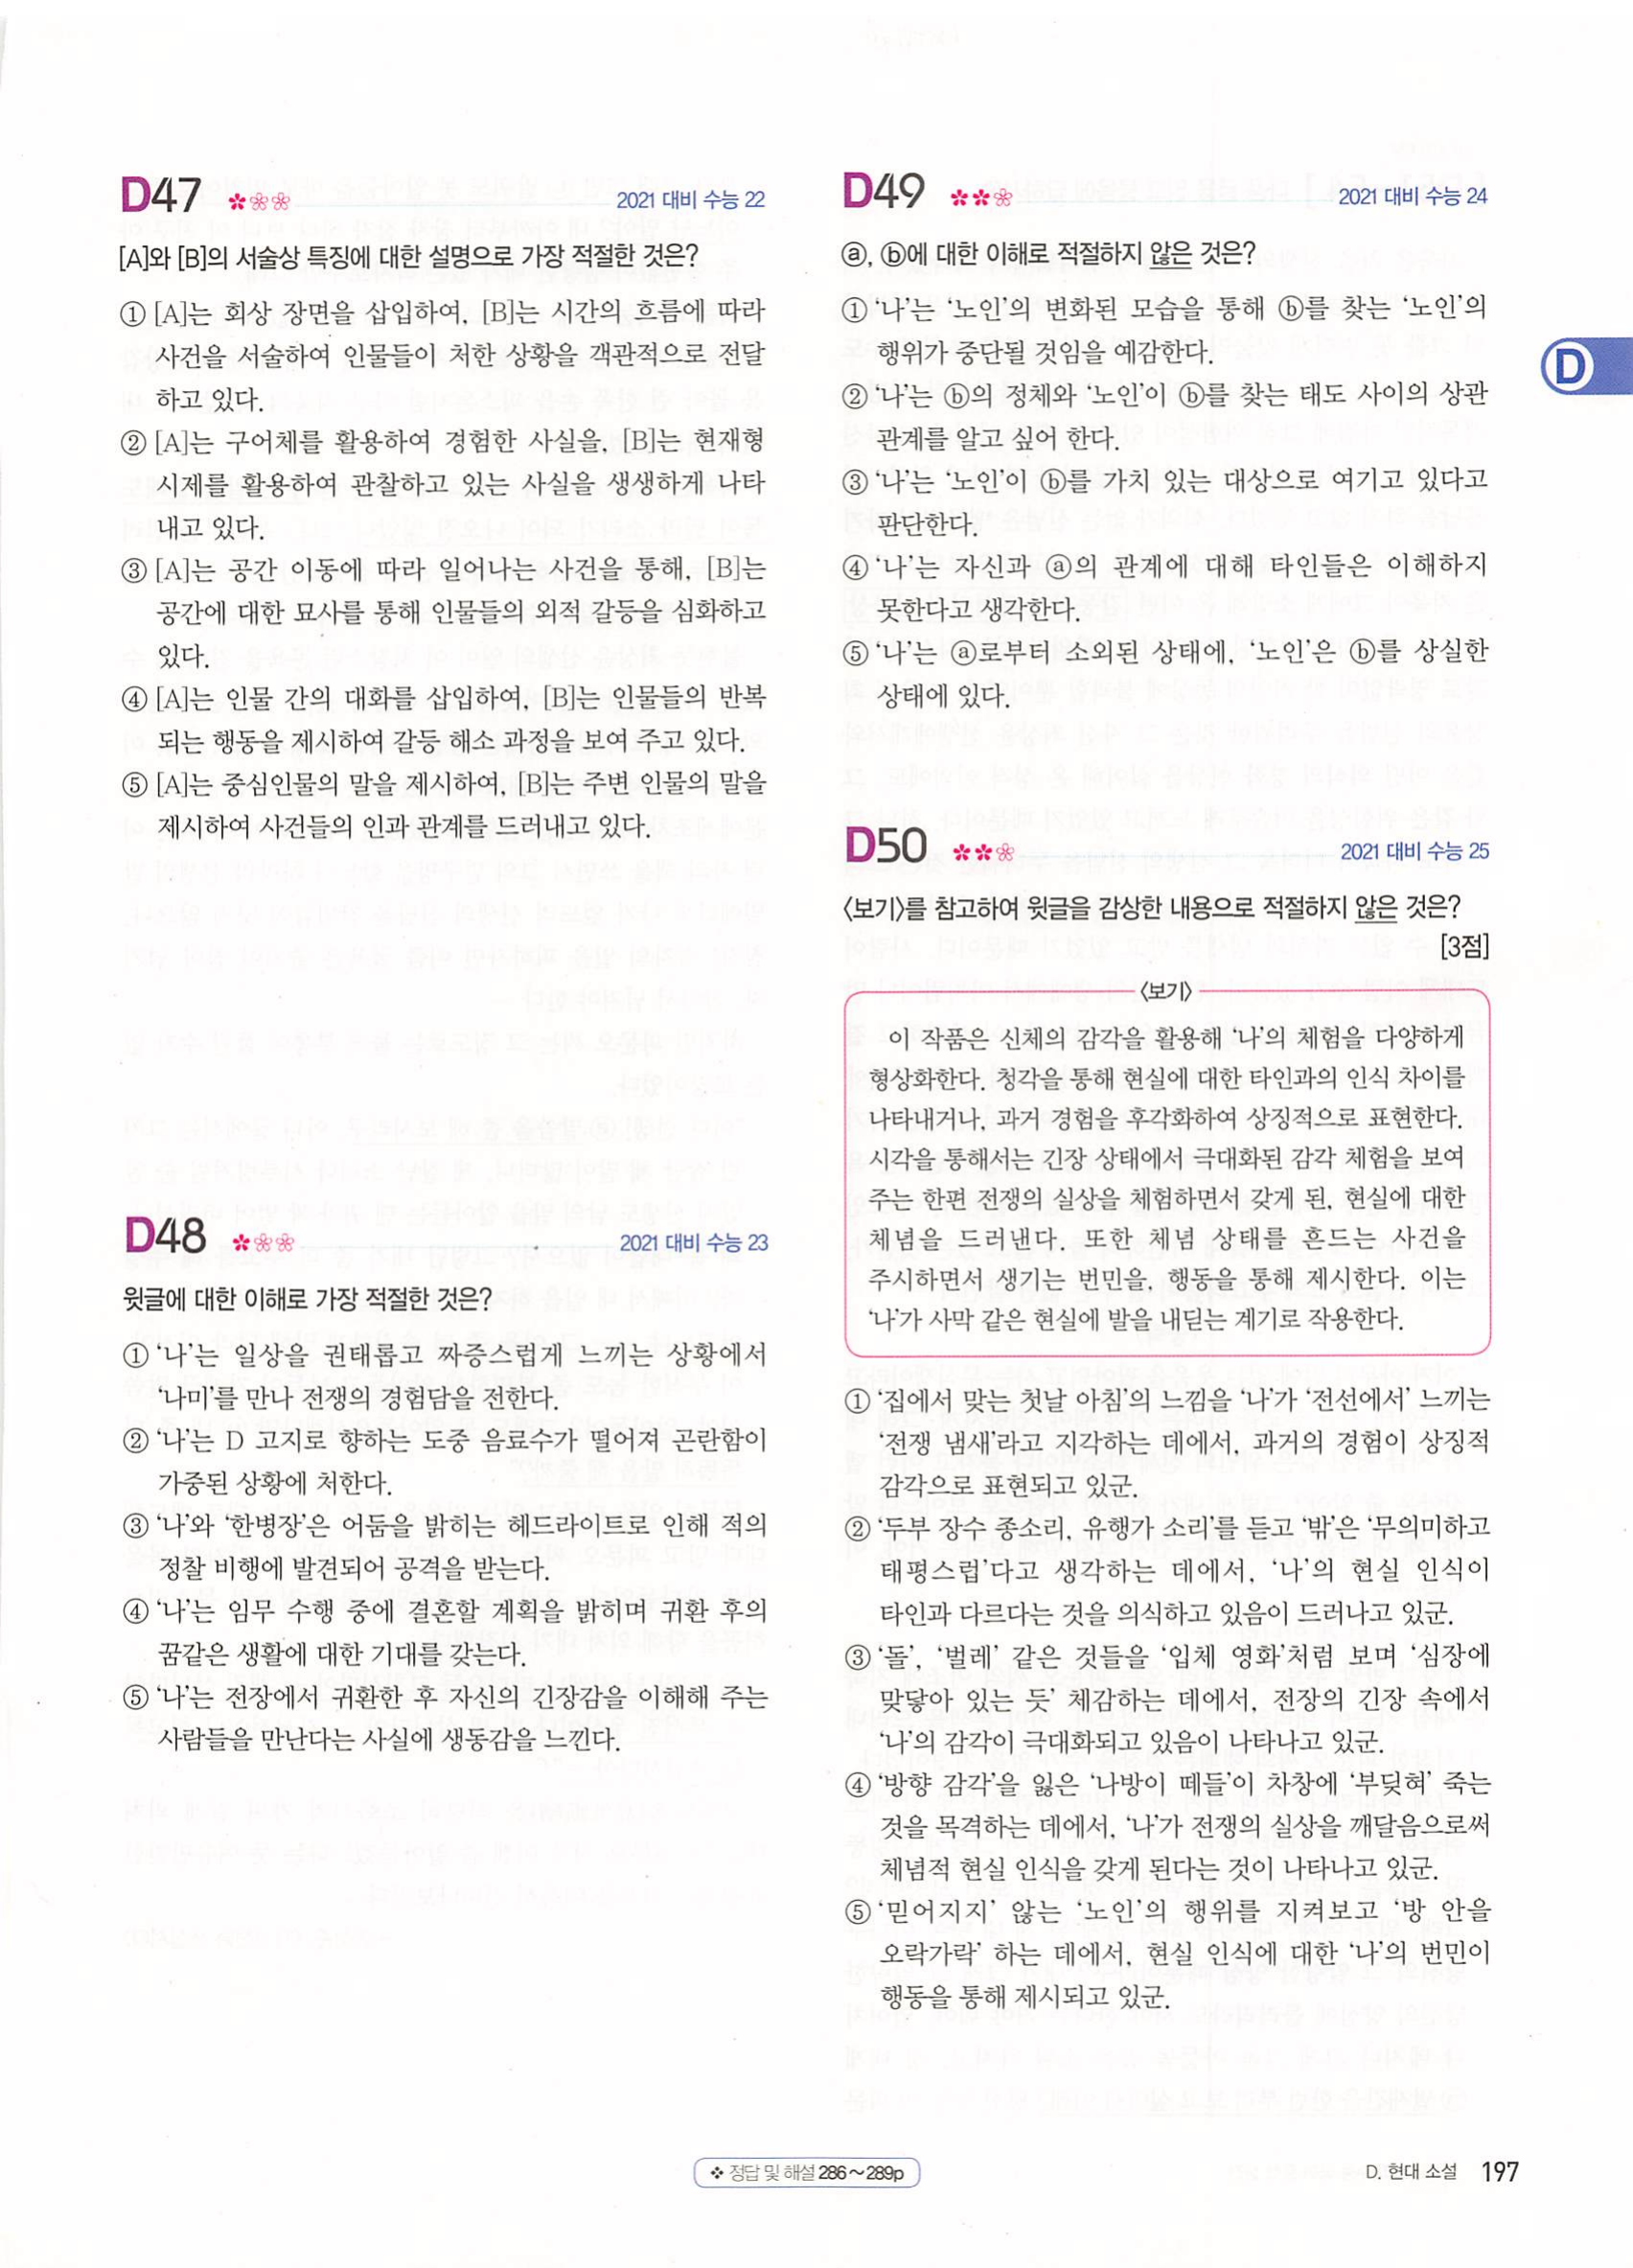 D47 2021 대비 수능 22
[A]와 [B]의 서술상 특징에 대한 설명으로 가장 적절한 것은?
① [A]는 회상 장면을 삽입하여, [B]는 시간의 흐름에 따라
사건을 서술하여 인물들이 처한 상황을 객관적으로 전달
하고 있다.
② [A]는 구어체를 활용하여 경험한 사실을, [B]는 현재형
시제를 활용하여 관찰하고 있는 사실을 생생하게 나타
내고 있다.
③ [A]는 공간 이동에 따라 일어나는 사건을 통해, [B]는
공간에 대한 묘사를 통해 인물들의 외적 갈등을 심화하고
있다.
④ [A]는 인물 간의 대화를 삽입하여, [B]는 인물들의 반복
되는 행동을 제시하여 갈등 해소 과정을 보여 주고 있다.
⑤ [A]는 중심인물의 말을 제시하여, [B]는 주변 인물의 말을
제시하여 사건들의 인과 관계를 드러내고 있다.
D48 2021 대비 수능 23
윗글에 대한 이해로 가장 적절한 것은?
① ‘나’는 일상을 권태롭고 짜증스럽게 느끼는 상황에서
‘나미’를 만나 전쟁의 경험담을 전한다.
② ‘나’는 D 고지로 향하는 도중 음료수가 떨어져 곤란함이
가중된 상황에 처한다.
③ ‘나’와 ‘한병장’은 어둠을 밝히는 헤드라이트로 인해 적의
정찰 비행에 발견되어 공격을 받는다.
④ ‘나’는 임무 수행 중에 결혼할 계획을 밝히며 귀환 후의
꿈같은 생활에 대한 기대를 갖는다.
⑤ ‘나’는 전장에서 귀환한 후 자신의 긴장감을 이해해 주는
사람들을 만난다는 사실에 생동감을 느낀다.
D49 2021 대비 수능 24
ⓐ, ⓑ에 대한 이해로 적절하지 않은 것은?
① ‘나’는 ‘노인’의 변화된 모습을 통해 ⓑ를 찾는 ‘노인’의
행위가 중단될 것임을 예감한다.
② ‘나’는 ⓑ의 정체와 ‘노인’이 ⓑ를 찾는 태도 사이의 상관
관계를 알고 싶어 한다.
③ ‘나’는 ‘노인’이 ⓑ를 가치 있는 대상으로 여기고 있다고
판단한다.
④ ‘나’는 자신과 ⓐ의 관계에 대해 타인들은 이해하지
못한다고 생각한다.
⑤ ‘나’는 ⓐ로부터 소외된 상태에, ‘노인’은 ⓑ를 상실한
상태에 있다.
D50 2021 대비 수능 25
〈보기〉를 참고하여 윗글을 감상한 내용으로 적절하지 않은 것은?
[3점]
〈보기〉
이 작품은 신체의 감각을 활용해 ‘나’의 체험을 다양하게
형상화한다. 청각을 통해 현실에 대한 타인과의 인식 차이를
나타내거나, 과거 경험을 후각화하여 상징적으로 표현한다.
시각을 통해서는 긴장 상태에서 극대화된 감각 체험을 보여
주는 한편 전쟁의 실상을 체험하면서 갖게 된, 현실에 대한
체념을 드러낸다. 또한 체념 상태를 흔드는 사건을
주시하면서 생기는 번민을, 행동을 통해 제시한다. 이는
‘나’가 사막 같은 현실에 발을 내딛는 계기로 작용한다.
① ‘집에서 맞는 첫날 아침’의 느낌을 ‘나’가 ‘전선에서’ 느끼는
‘전쟁 냄새’라고 지각하는 데에서, 과거의 경험이 상징적
감각으로 표현되고 있군.
② ‘두부 장수 종소리, 유행가 소리’를 듣고 ‘밖’은 ‘무의미하고
태평스럽’다고 생각하는 데에서, ‘나’의 현실 인식이
타인과 다르다는 것을 의식하고 있음이 드러나고 있군.
③ ‘돌’, ‘벌레’ 같은 것들을 ‘입체 영화’처럼 보며 ‘심장에
맞닿아 있는 듯’ 체감하는 데에서, 전장의 긴장 속에서
‘나’의 감각이 극대화되고 있음이 나타나고 있군.
④ ‘방향 감각’을 잃은 ‘나방이 떼들’이 차창에 ‘부딪혀’ 죽는
것을 목격하는 데에서, ‘나’가 전쟁의 실상을 깨달음으로써
체념적 현실 인식을 갖게 된다는 것이 나타나고 있군.
⑤ ‘믿어지지’ 않는 ‘노인’의 행위를 지켜보고 ‘방 안을
오락가락’ 하는 데에서, 현실 인식에 대한 ‘나’의 번민이
행동을 통해 제시되고 있군.
D
❖ 정답 및 해설 286~289p
D. 현대 소설 197